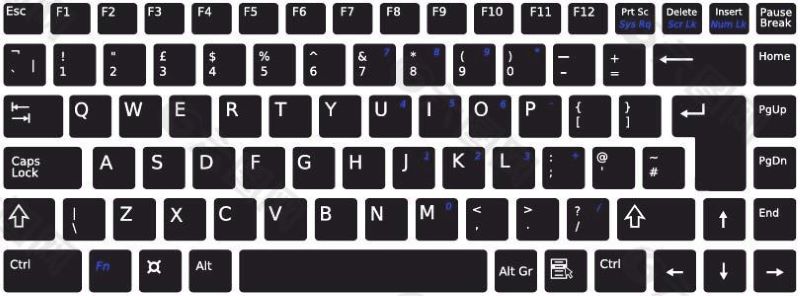 Esc F1 F2 F3 F4 F5 F6 F7 F8 F9 F10 F11 F12 Prt Sc Sys Rq Delete Scr Lk Insert Num Lk Pause Break
¬ ` | ! 1 " 2 £ 3 $ 4 % 5 ^ 6 & 7 7 * 8 8 ( 9 9 ) 0 * — - + = Home
Q W E R T Y U 4 I 5 O 6 P - { [ } ] PgUp
Caps Lock A S D F G H J 1 K 2 L 3 : ; + @ ' ~ # PgDn
| \ Z X C V B N M 0 < , > . ? / / End
Ctrl Fn Alt Alt Gr Ctrl